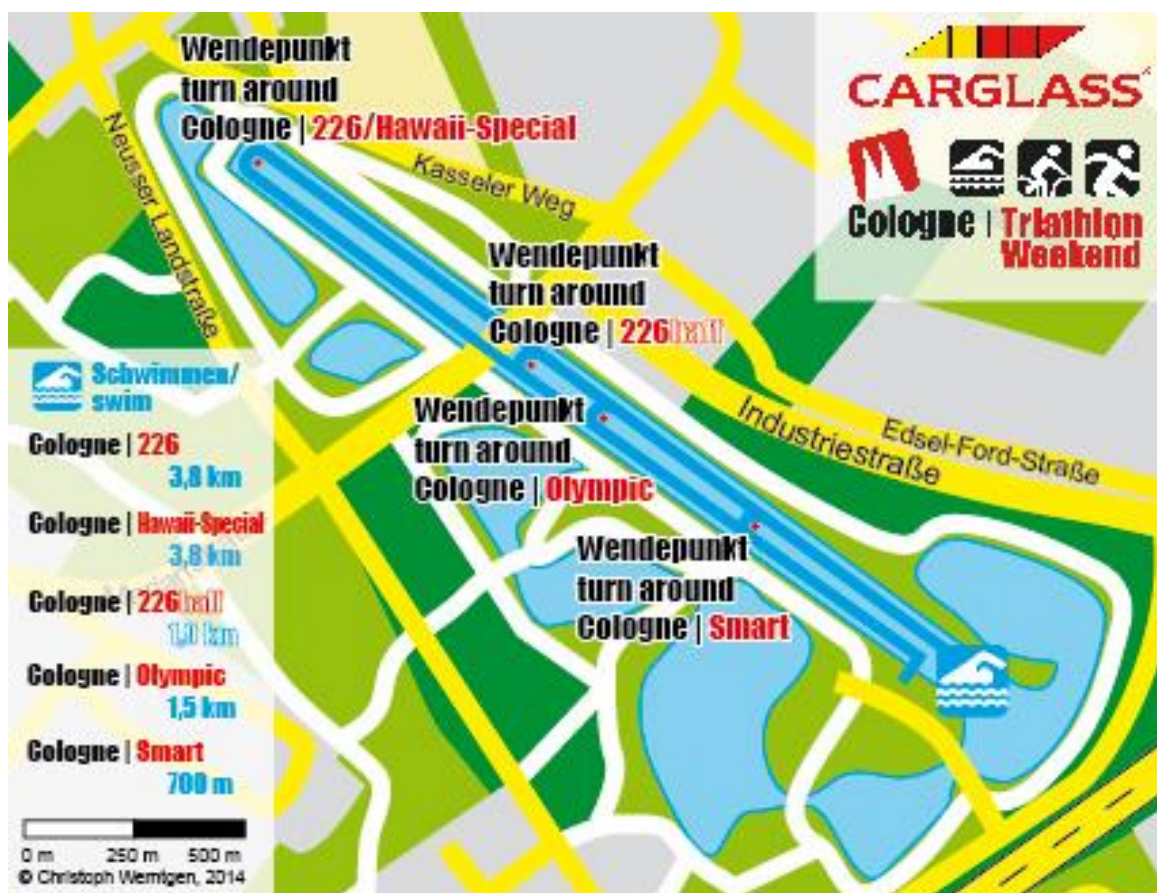 Wendepunkt
turn around
Cologne | 226/Hawaii-Special
CARGLASS
Cologne | Triathlon
Weekend
Neusser Landstraße
Kasseler Weg
Wendepunkt
turn around
Cologne | 226half
Industriestraße
Edsel-Ford-Straße
Wendepunkt
turn around
Cologne | Olympic
Wendepunkt
turn around
Cologne | Smart
Schwimmen/
swim
Cologne | 226
3,8 km
Cologne | Hawaii-Special
3,8 km
Cologne | 226half
km
Cologne | Olympic
1,5 km
Cologne | Smart
700 m
0 m 250 m 500 m
© Christoph Werntgen, 2014